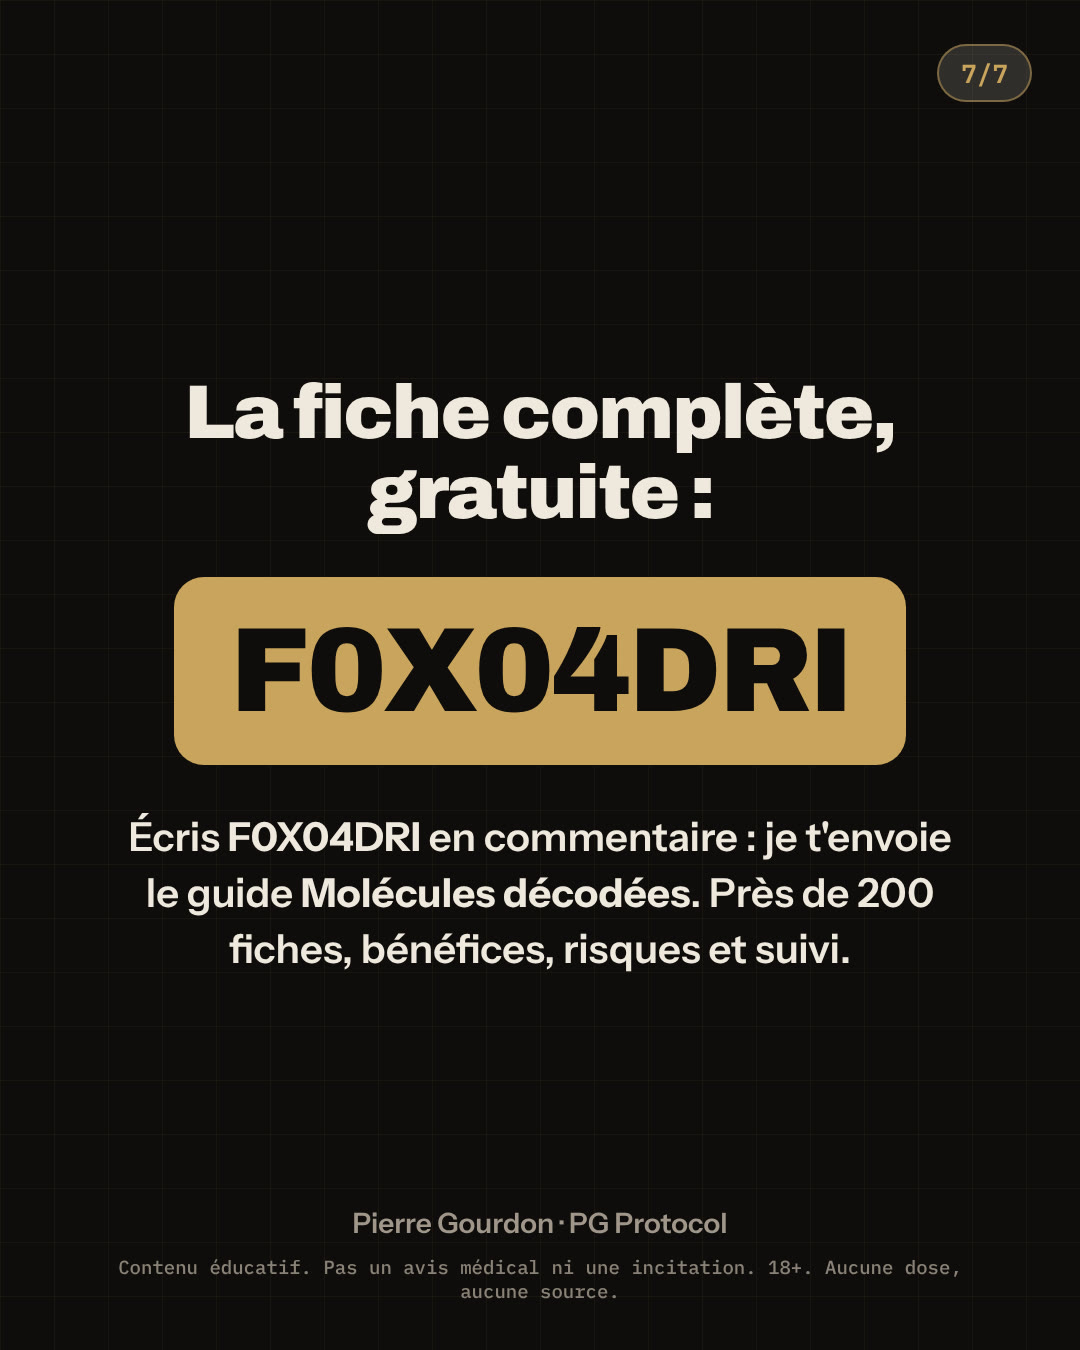 7/7
La fiche complète,
gratuite :
F0X04DRI
Écris F0X04DRI en commentaire : je t'envoie
le guide Molécules décodées. Près de 200
fiches, bénéfices, risques et suivi.
Pierre Gourdon · PG Protocol
Contenu éducatif. Pas un avis médical ni une incitation. 18+. Aucune dose,
aucune source.